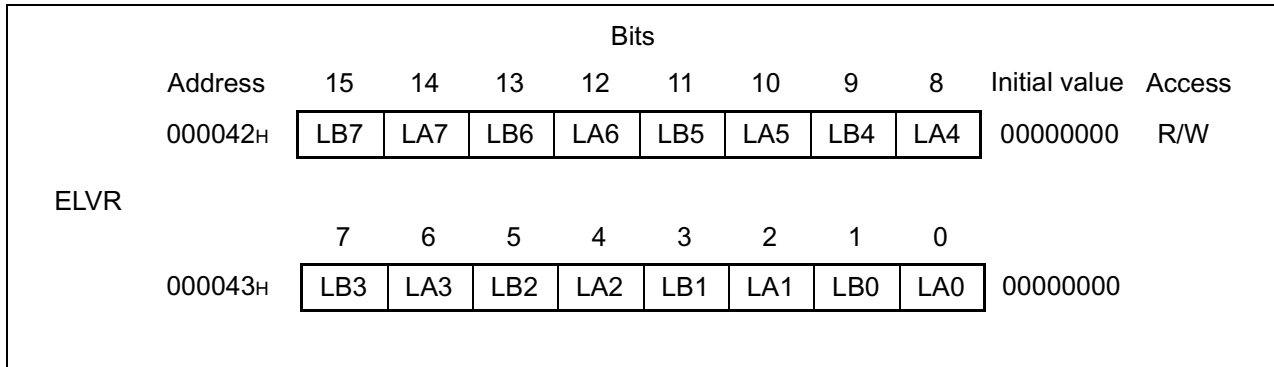 Bits
Address 15 14 13 12 11 10 9 8 Initial value Access
000042H LB7 LA7 LB6 LA6 LB5 LA5 LB4 LA4 00000000 R/W
ELVR
7 6 5 4 3 2 1 0
000043H LB3 LA3 LB2 LA2 LB1 LA1 LB0 LA0 00000000